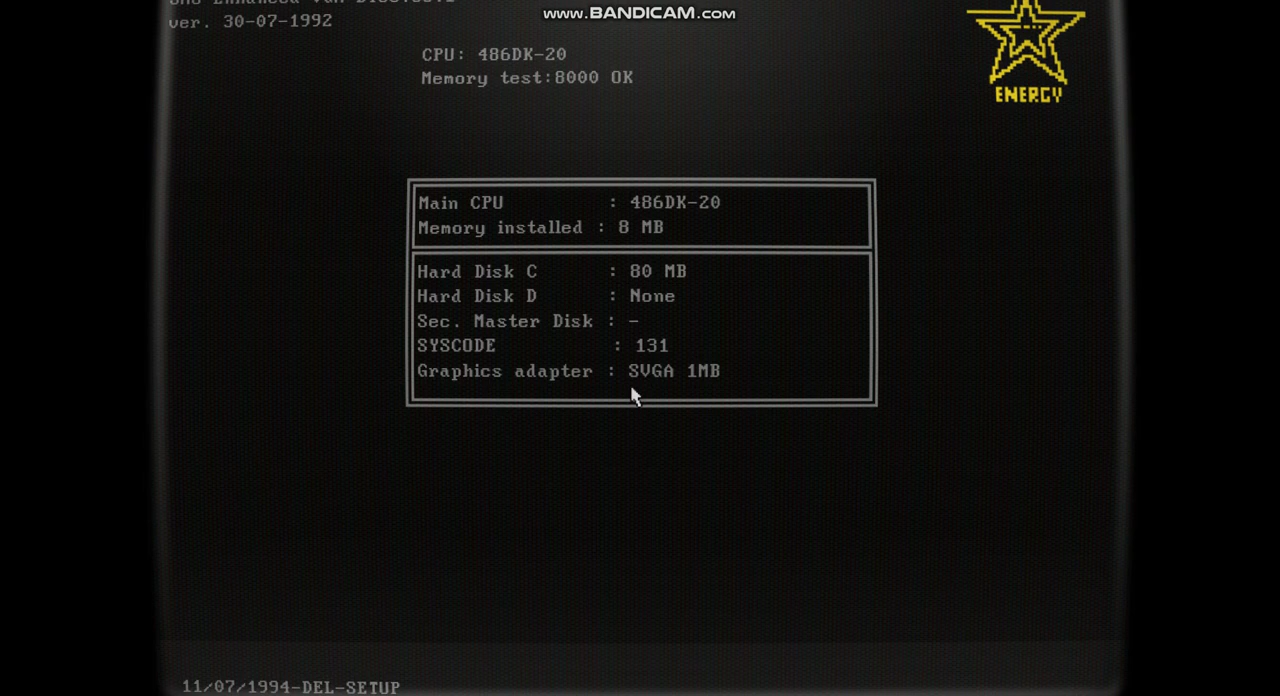 www.BANDICAM.com
ver. 30-07-1992
ENERGY
CPU: 486DK-20
Memory test:8000 OK
Main CPU : 486DK-20
Memory installed : 8 MB
Hard Disk C : 80 MB
Hard Disk D : None
Sec. Master Disk : -
SYSCODE : 131
Graphics adapter : SVGA 1MB
11/07/1994-DEL-SETUP